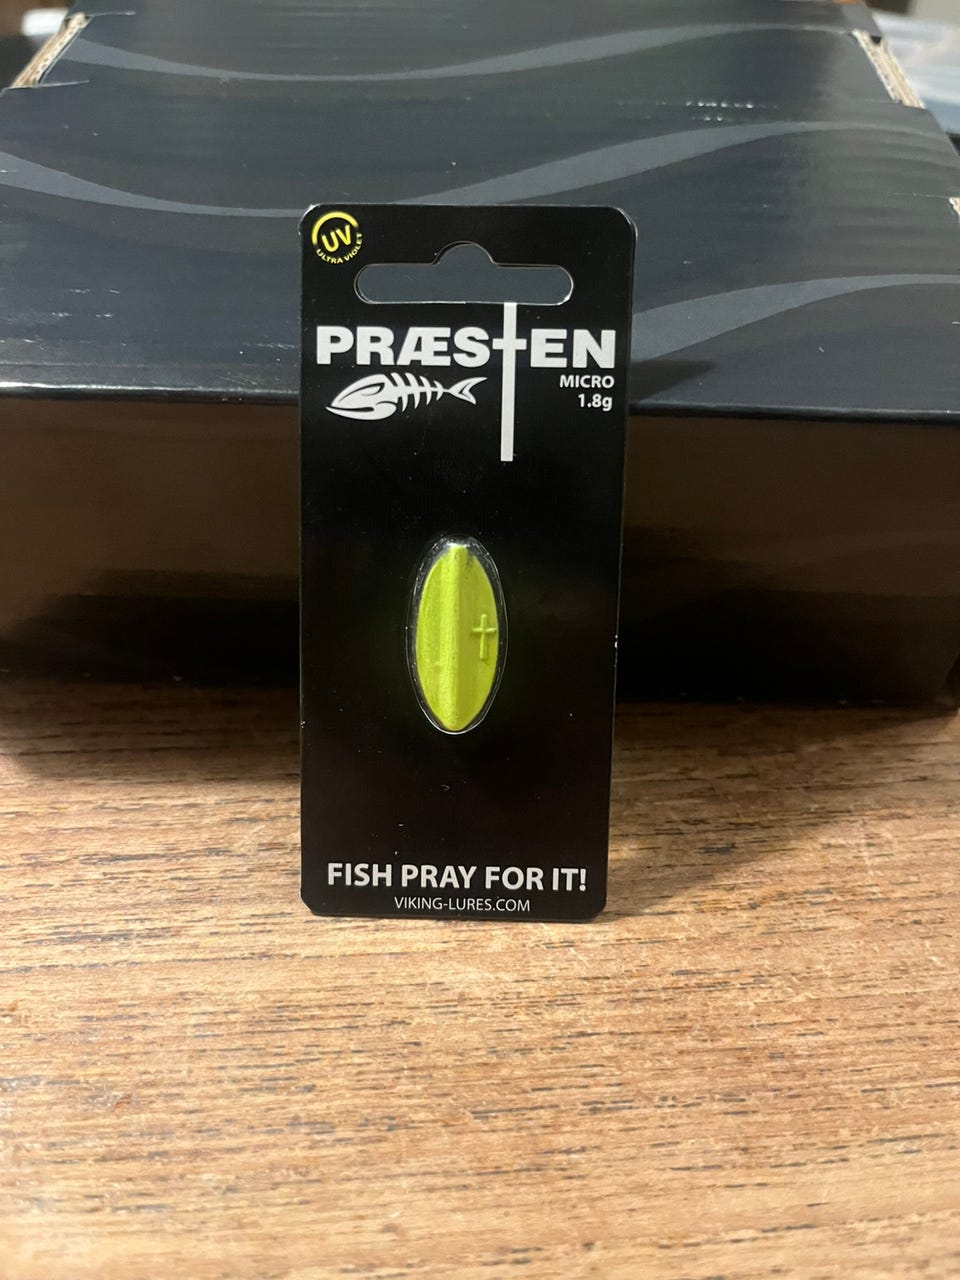 UV
ULTRA VIOLET
PRÆSTEN
MICRO
1.8g
FISH PRAY FOR IT!
VIKING-LURES.COM